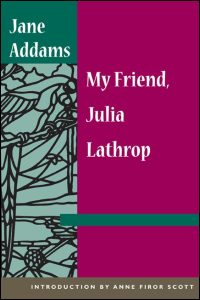 Jane
Addams
My Friend,
Julia
Lathrop
INTRODUCTION BY ANNE FIROR SCOTT